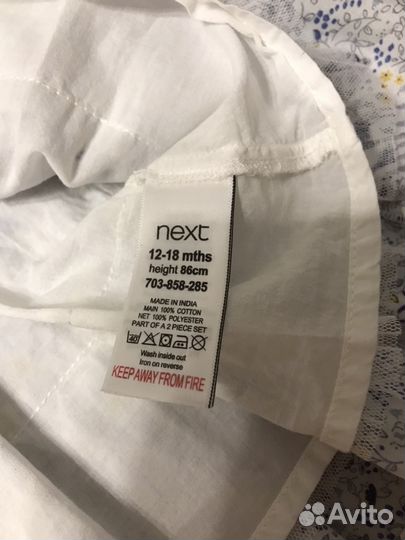 next
12-18 mths
height 86cm
703-858-285
MADE IN INDIA
MAIN 100% COTTON
NET 100% POLYESTER
PART OF A 2 PIECE SET
40
Wash inside out
Iron on reverse
KEEP AWAY FROM FIRE
Avito